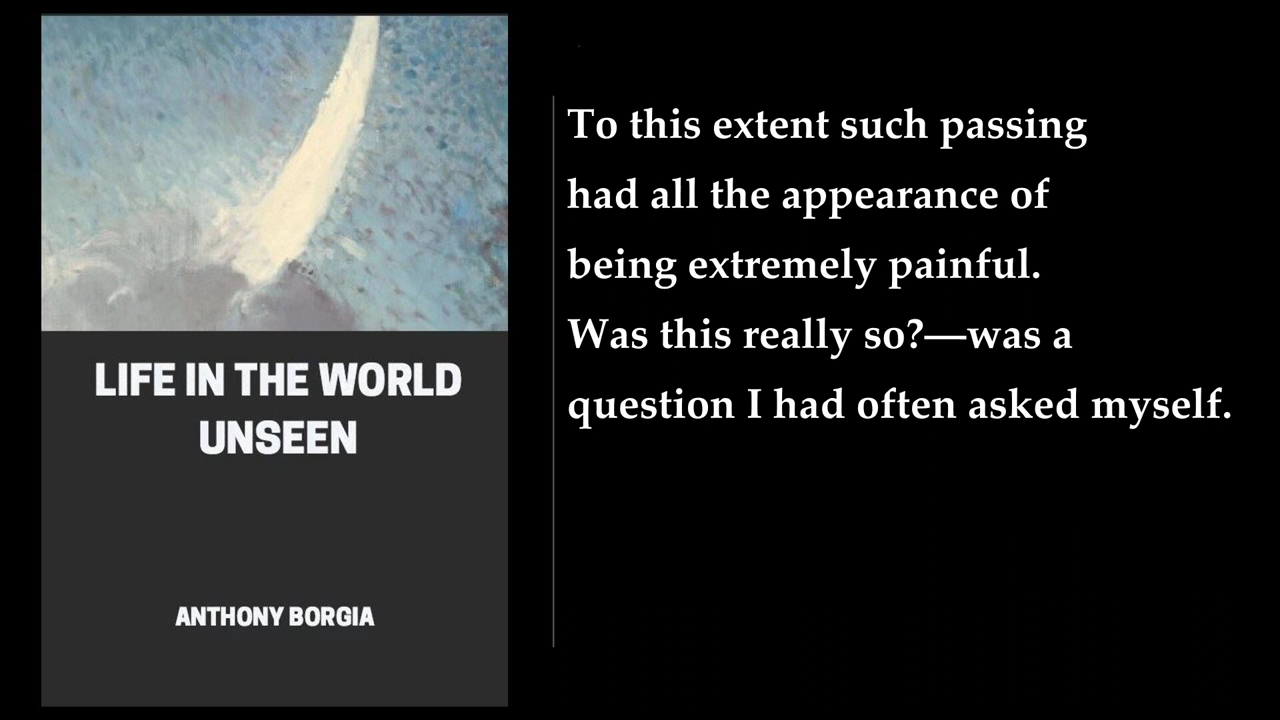 LIFE IN THE WORLD
UNSEEN
ANTHONY BORGIA
To this extent such passing
had all the appearance of
being extremely painful.
Was this really so?—was a
question I had often asked myself.